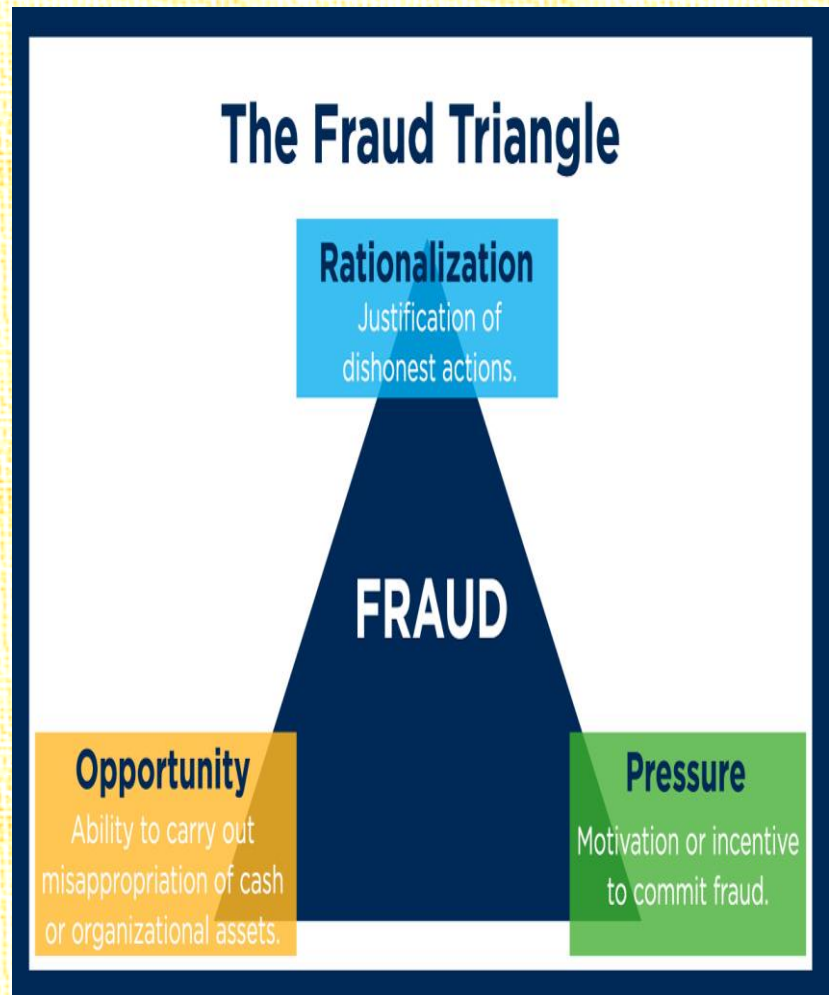 The Fraud Triangle
Rationalization
Justification of
dishonest actions.
FRAUD
Opportunity
Ability to carry out
misappropriation of cash
or organizational assets.
Pressure
Motivation or incentive
to commit fraud.